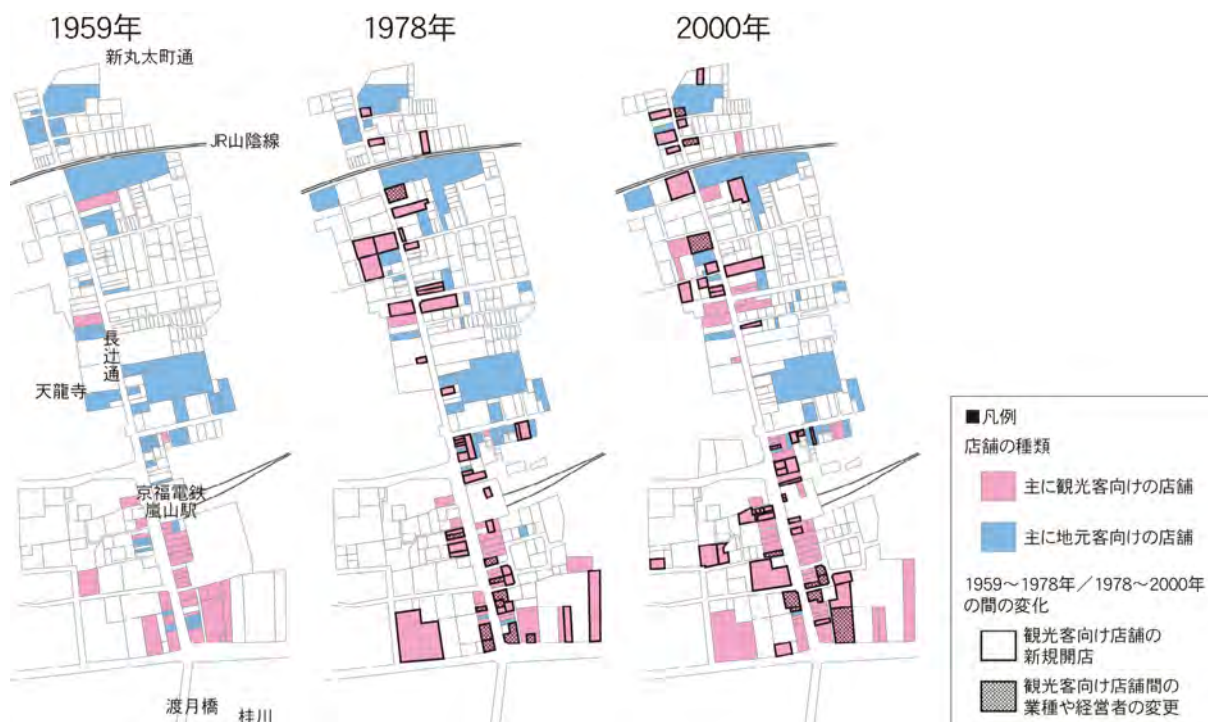 1959年
1978年
2000年
新丸太町通
JR山陰線
長辻通
天龍寺
京福電鉄
嵐山駅
渡月橋
桂川
■凡例
店舗の種類
主に観光客向けの店舗
主に地元客向けの店舗
1959～1978年／1978～2000年
の間の変化
観光客向け店舗の
新規開店
観光客向け店舗間の
業種や経営者の変更